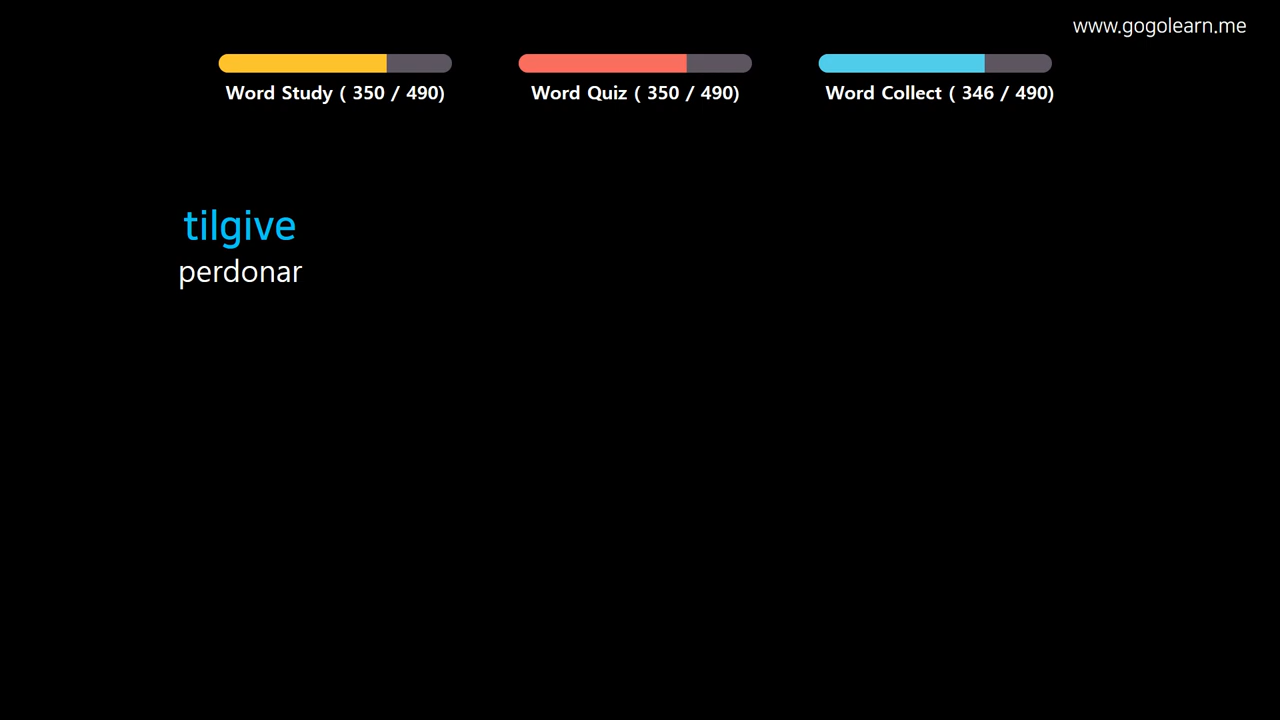 www.gogolearn.me
Word Study ( 350 / 490)
Word Quiz ( 350 / 490)
Word Collect ( 346 / 490)
tilgive
perdonar